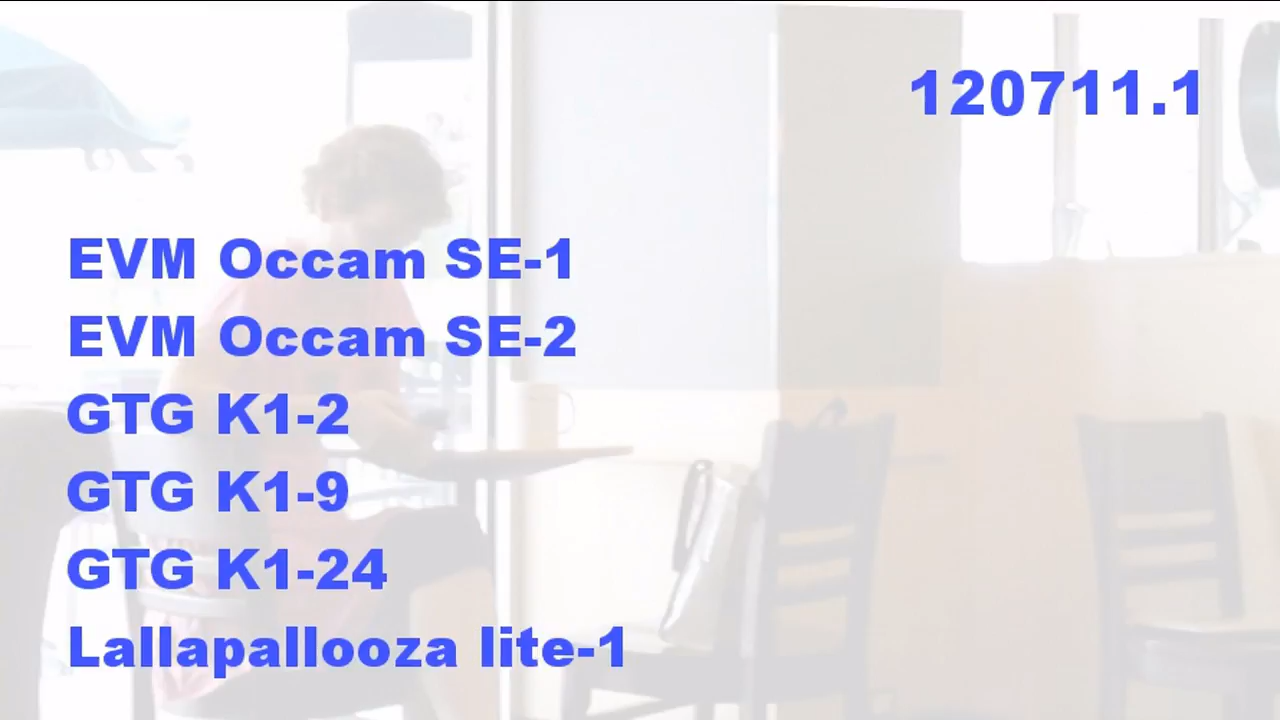 120711.1
EVM Occam SE-1
EVM Occam SE-2
GTG K1-2
GTG K1-9
GTG K1-24
Lallapallooza lite-1